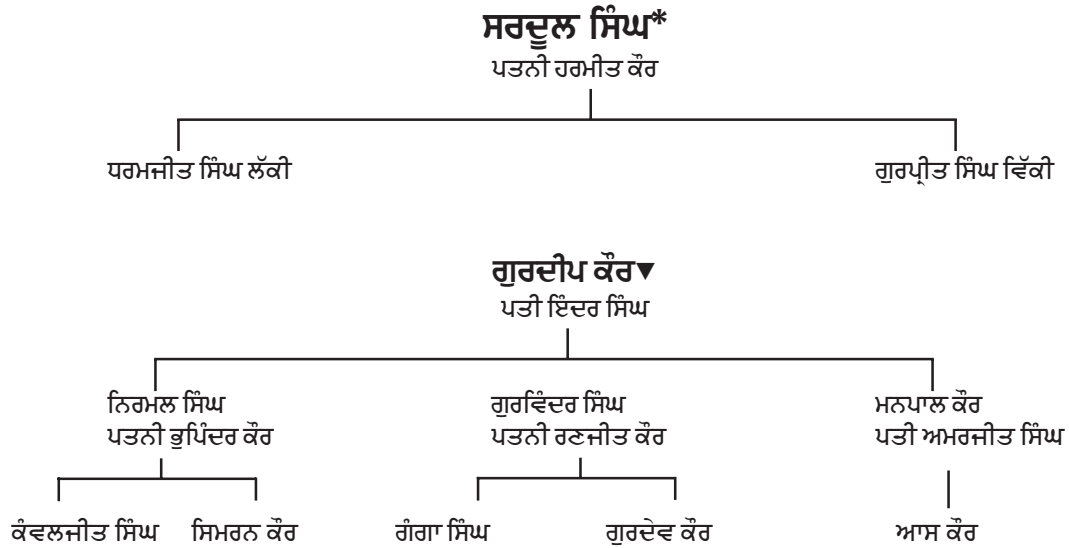 ਸਰਦੂਲ ਸਿੰਘ*
ਪਤਨੀ ਹਰਮੀਤ ਕੌਰ
ਧਰਮਜੀਤ ਸਿੰਘ ਲੱਕੀ
ਗੁਰਪ੍ਰੀਤ ਸਿੰਘ ਵਿੱਕੀ
ਗੁਰਦੀਪ ਕੌਰ▼
ਪਤੀ ਇੰਦਰ ਸਿੰਘ
ਨਿਰਮਲ ਸਿੰਘ
ਪਤਨੀ ਭੁਪਿੰਦਰ ਕੌਰ
ਗੁਰਵਿੰਦਰ ਸਿੰਘ
ਪਤਨੀ ਰਣਜੀਤ ਕੌਰ
ਮਨਪਾਲ ਕੌਰ
ਪਤੀ ਅਮਰਜੀਤ ਸਿੰਘ
ਕੰਵਲਜੀਤ ਸਿੰਘ
ਸਿਮਰਨ ਕੌਰ
ਗੰਗਾ ਸਿੰਘ
ਗੁਰਦੇਵ ਕੌਰ
ਆਸ ਕੌਰ